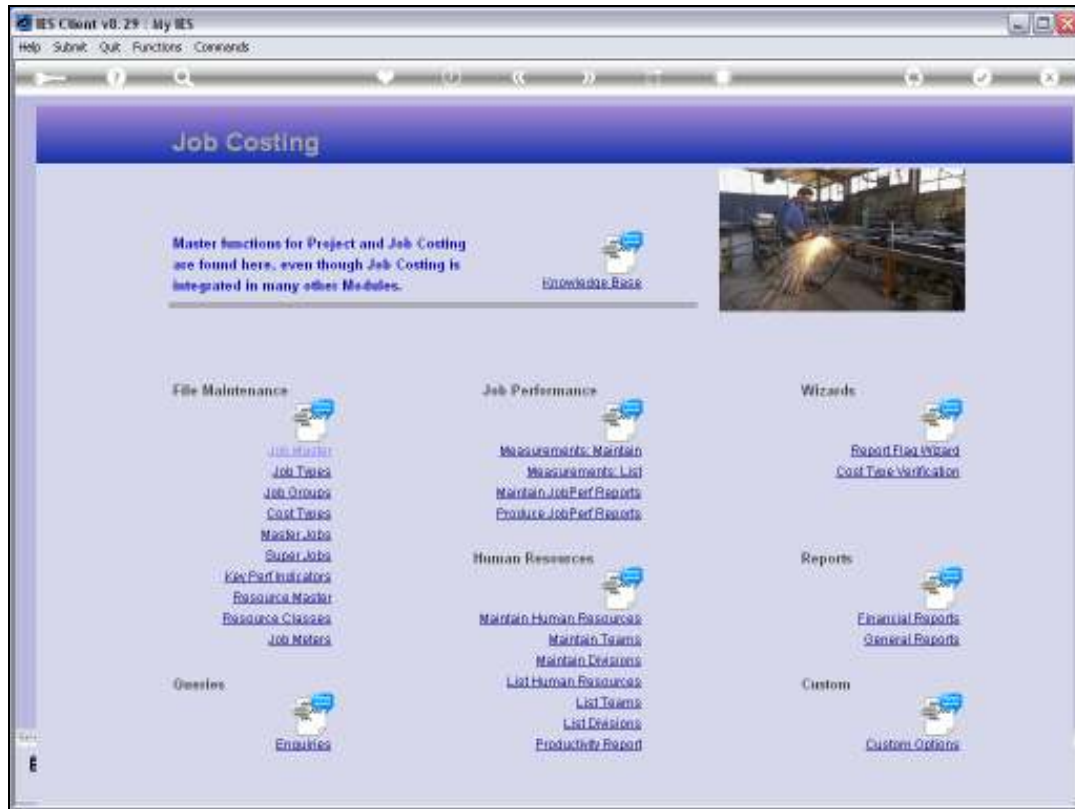 IES Client v8.29 : My IES
Help Submit Quit Functions Commands
Job Costing
Master functions for Project and Job Costing
are found here, even though Job Costing is
integrated in many other Modules.
Knowledge Base
File Maintenance
Job Master
Job Types
Job Groups
Cost Types
Master Jobs
Super Jobs
Key Perf Indicators
Resource Master
Resource Classes
Job Meters
Queries
Enquiries
Job Performance
Measurements: Maintain
Measurements: List
Maintain JobPerf Reports
Produce JobPerf Reports
Human Resources
Maintain Human Resources
Maintain Teams
Maintain Divisions
List Human Resources
List Teams
List Divisions
Productivity Report
Wizards
Report Flag Wizard
Cost Type Verification
Reports
Financial Reports
General Reports
Custom
Custom Options